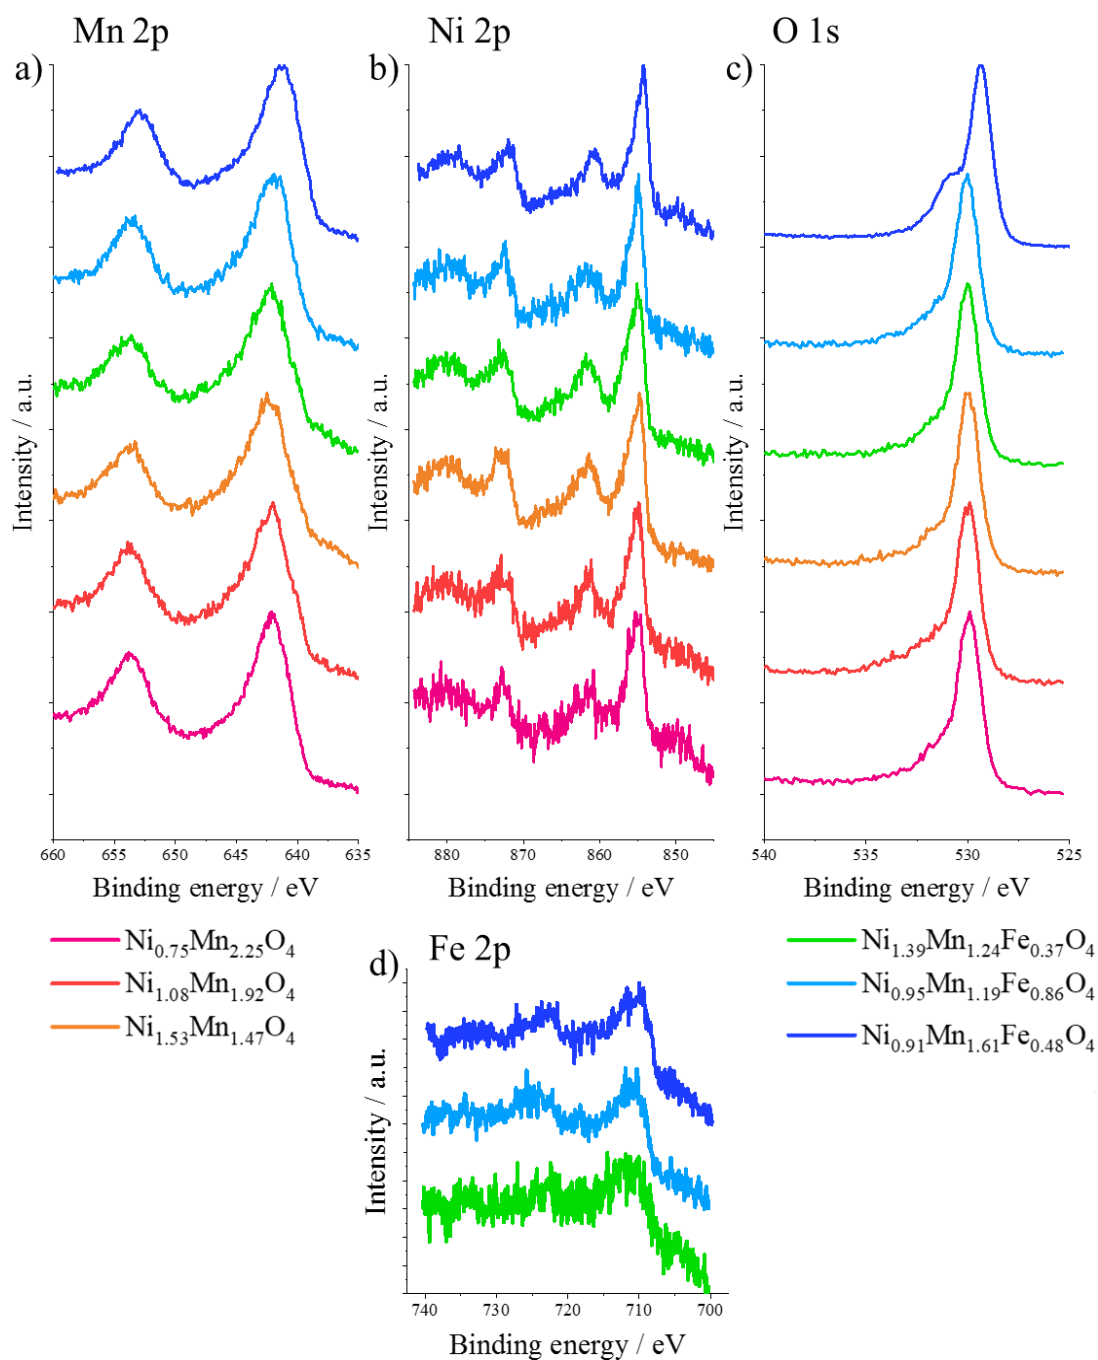 Mn 2p
Ni 2p
O 1s
a)
b)
c)
Intensity / a.u.
Intensity / a.u.
Intensity / a.u.
660 655 650 645 640 635
880 870 860 850
540 535 530 525
Binding energy / eV
Binding energy / eV
Binding energy / eV
Ni0.75Mn2.25O4
Ni1.08Mn1.92O4
Ni1.53Mn1.47O4
Ni1.39Mn1.24Fe0.37O4
Ni0.95Mn1.19Fe0.86O4
Ni0.91Mn1.61Fe0.48O4
d)
Fe 2p
Intensity / a.u.
740 730 720 710 700
Binding energy / eV